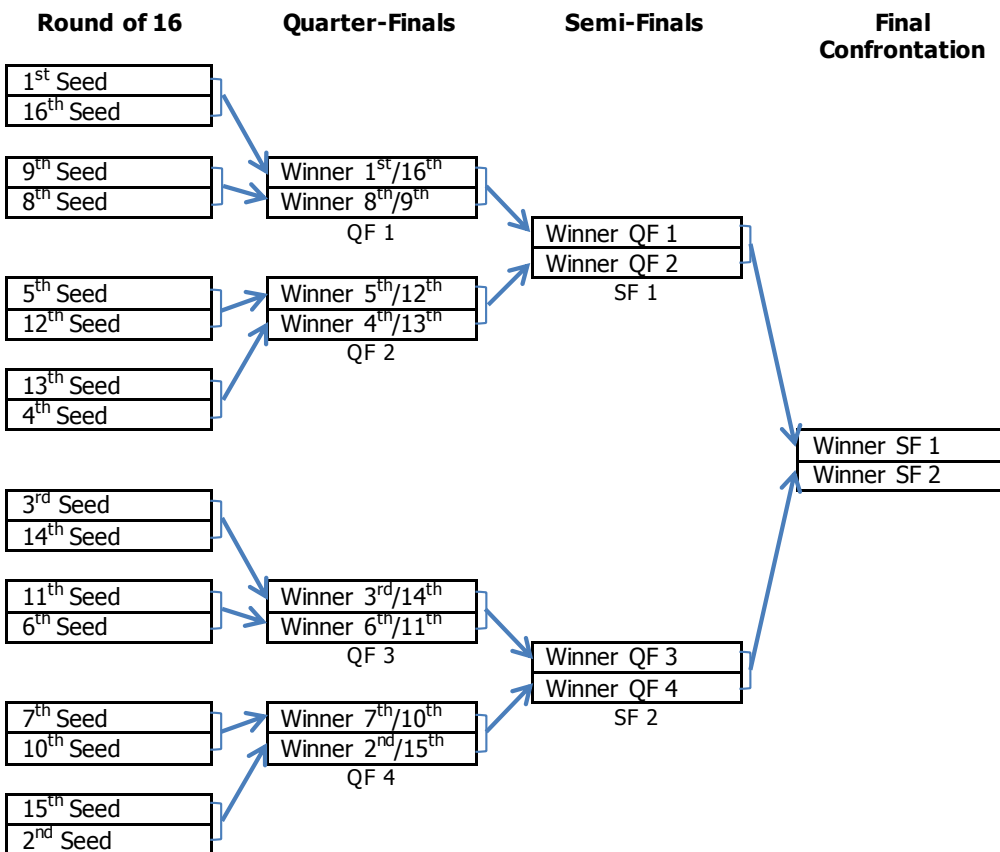 Round of 16
Quarter-Finals
Semi-Finals
Final
Confrontation
1st Seed
16th Seed
9th Seed
8th Seed
5th Seed
12th Seed
13th Seed
4th Seed
3rd Seed
14th Seed
11th Seed
6th Seed
7th Seed
10th Seed
15th Seed
2nd Seed
Winner 1st/16th
Winner 8th/9th
QF 1
Winner 5th/12th
Winner 4th/13th
QF 2
Winner 3rd/14th
Winner 6th/11th
QF 3
Winner 7th/10th
Winner 2nd/15th
QF 4
Winner QF 1
Winner QF 2
SF 1
Winner QF 3
Winner QF 4
SF 2
Winner SF 1
Winner SF 2